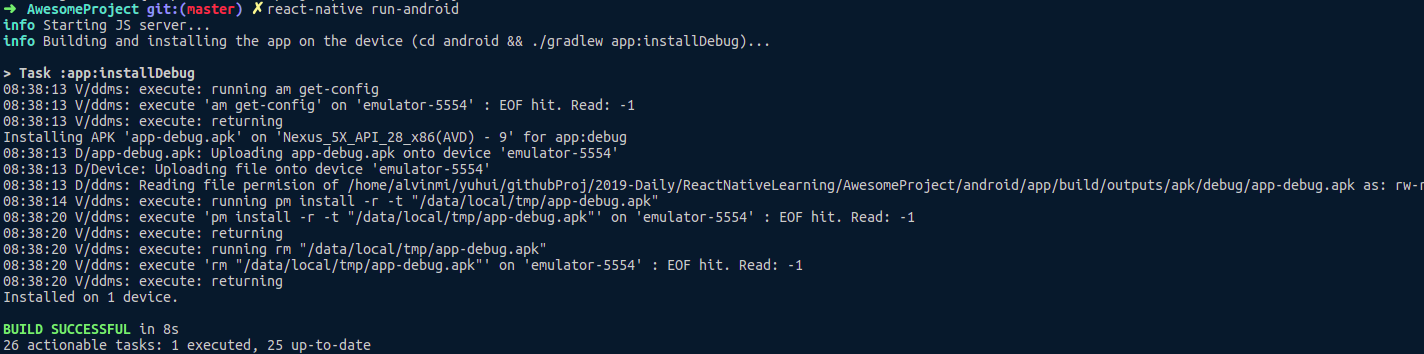 ➜ AwesomeProject git:(master) ✗ react-native run-android
info Starting JS server...
info Building and installing the app on the device (cd android && ./gradlew app:installDebug)...
> Task :app:installDebug
08:38:13 V/ddms: execute: running am get-config
08:38:13 V/ddms: execute 'am get-config' on 'emulator-5554' : EOF hit. Read: -1
08:38:13 V/ddms: execute: returning
Installing APK 'app-debug.apk' on 'Nexus_5X_API_28_x86(AVD) - 9' for app:debug
08:38:13 D/app-debug.apk: Uploading app-debug.apk onto device 'emulator-5554'
08:38:13 D/Device: Uploading file onto device 'emulator-5554'
08:38:13 D/ddms: Reading file permision of /home/alvinmi/yuhui/githubProj/2019-Daily/ReactNativeLearning/AwesomeProject/android/app/build/outputs/apk/debug/app-debug.apk as: rw-r
08:38:14 V/ddms: execute: running pm install -r -t "/data/local/tmp/app-debug.apk"
08:38:20 V/ddms: execute 'pm install -r -t "/data/local/tmp/app-debug.apk"' on 'emulator-5554' : EOF hit. Read: -1
08:38:20 V/ddms: execute: returning
08:38:20 V/ddms: execute: running rm "/data/local/tmp/app-debug.apk"
08:38:20 V/ddms: execute 'rm "/data/local/tmp/app-debug.apk"' on 'emulator-5554' : EOF hit. Read: -1
08:38:20 V/ddms: execute: returning
Installed on 1 device.
BUILD SUCCESSFUL in 8s
26 actionable tasks: 1 executed, 25 up-to-date